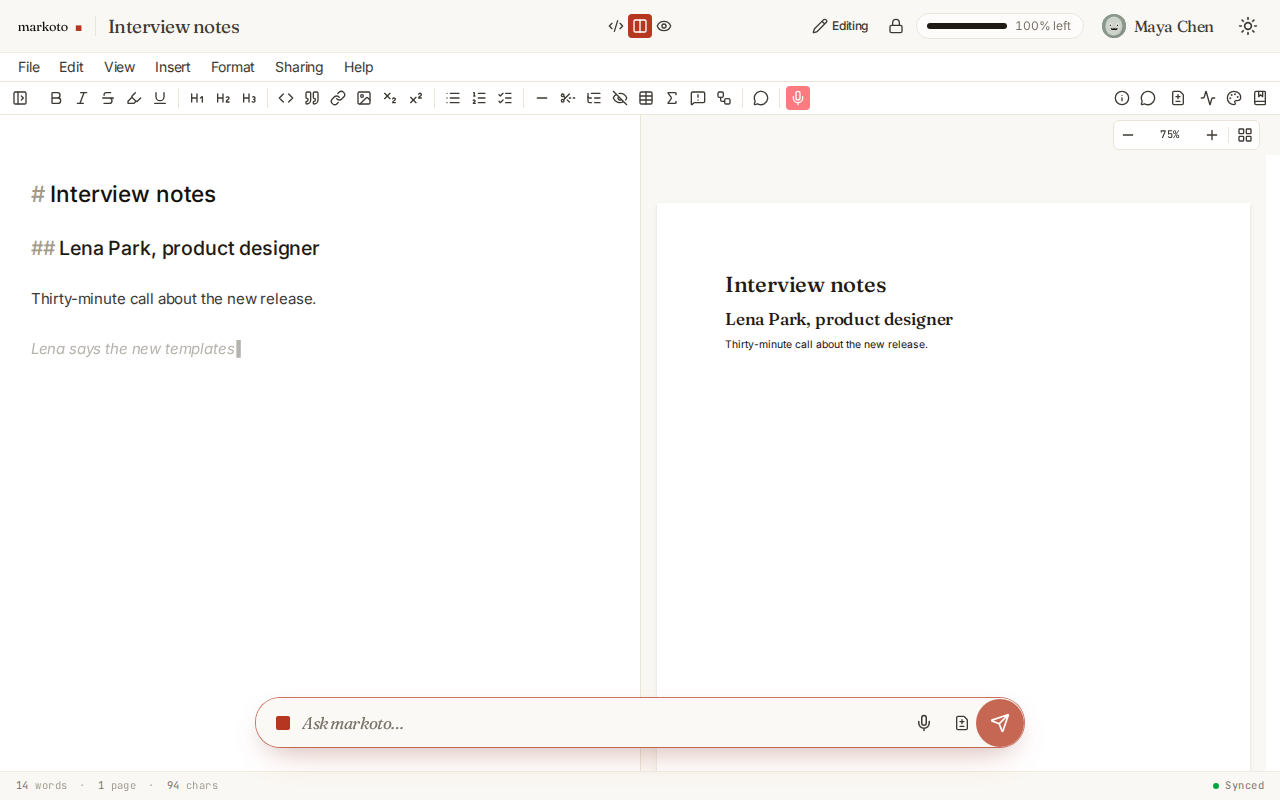 markoto
Interview notes
Editing
100% left
Maya Chen
File Edit View Insert Format Sharing Help
H1 H2 H3
75%
# Interview notes
## Lena Park, product designer
Thirty-minute call about the new release.
Lena says the new templates
Interview notes
Lena Park, product designer
Thirty-minute call about the new release.
Ask markoto...
14 words · 1 page · 94 chars
Synced